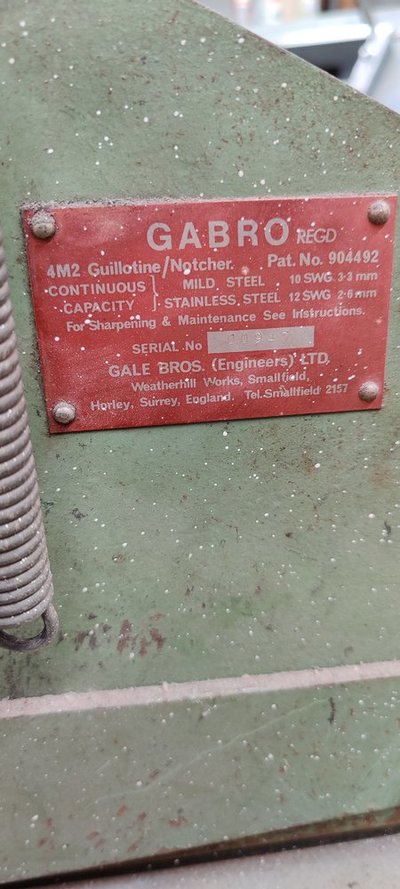 GABRO REGD
4M2 Guillotine/Notcher. Pat. No. 904492
CONTINUOUS CAPACITY } MILD STEEL 10 SWG 3·3 mm
STAINLESS STEEL 12 SWG 2·6 mm
For Sharpening & Maintenance See Instructions.
SERIAL No
GALE BROS. (Engineers) LTD,
Weatherhill Works, Smallfield,
Horley, Surrey, England. Tel. Smallfield 2157